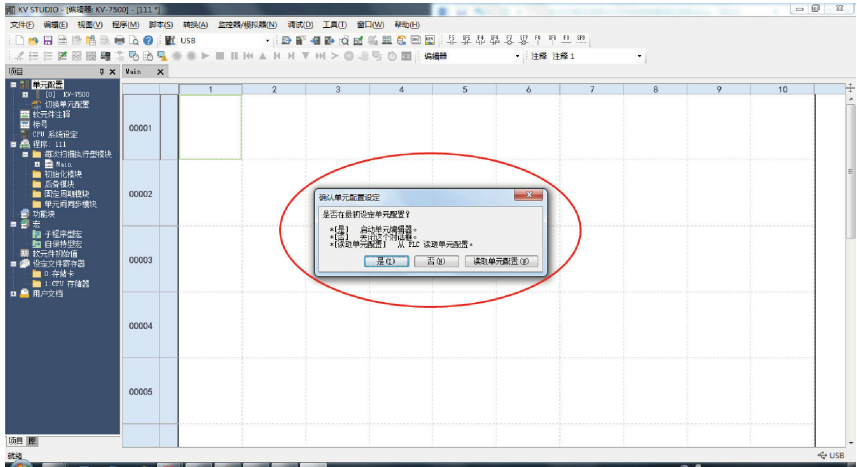 KV STUDIO - [编辑器: KV-7500] - [111 *]
文件(F) 编辑(E) 视图(V) 程序(M) 脚本(S) 转换(A) 监控器/模拟器(N) 调试(D) 工具(T) 窗口(W) 帮助(H)
USB
编辑器 注释 注释 1
项目 Main
单元配置
[0] KV-7500
切换单元配置
软元件注释
标号
CPU 系统设定
程序: 111
每次扫描执行型模块
Main
初始化模块
后备模块
固定周期模块
单元间同步模块
功能块
宏
子程序型宏
自保持型宏
软元件初始值
设定文件寄存器
0 存储卡
1 CPU 存储器
用户文档
1 2 3 4 5 6 7 8 9 10
00001
00002
00003
00004
00005
确认单元配置设定
是否在最初设定单元配置?
*[是] 启动单元编辑器。
*[否] 关闭这个对话框。
*[读取单元配置] 从 PLC 读取单元配置。
是(Y) 否(N) 读取单元配置(U)
项目 库
就绪 USB